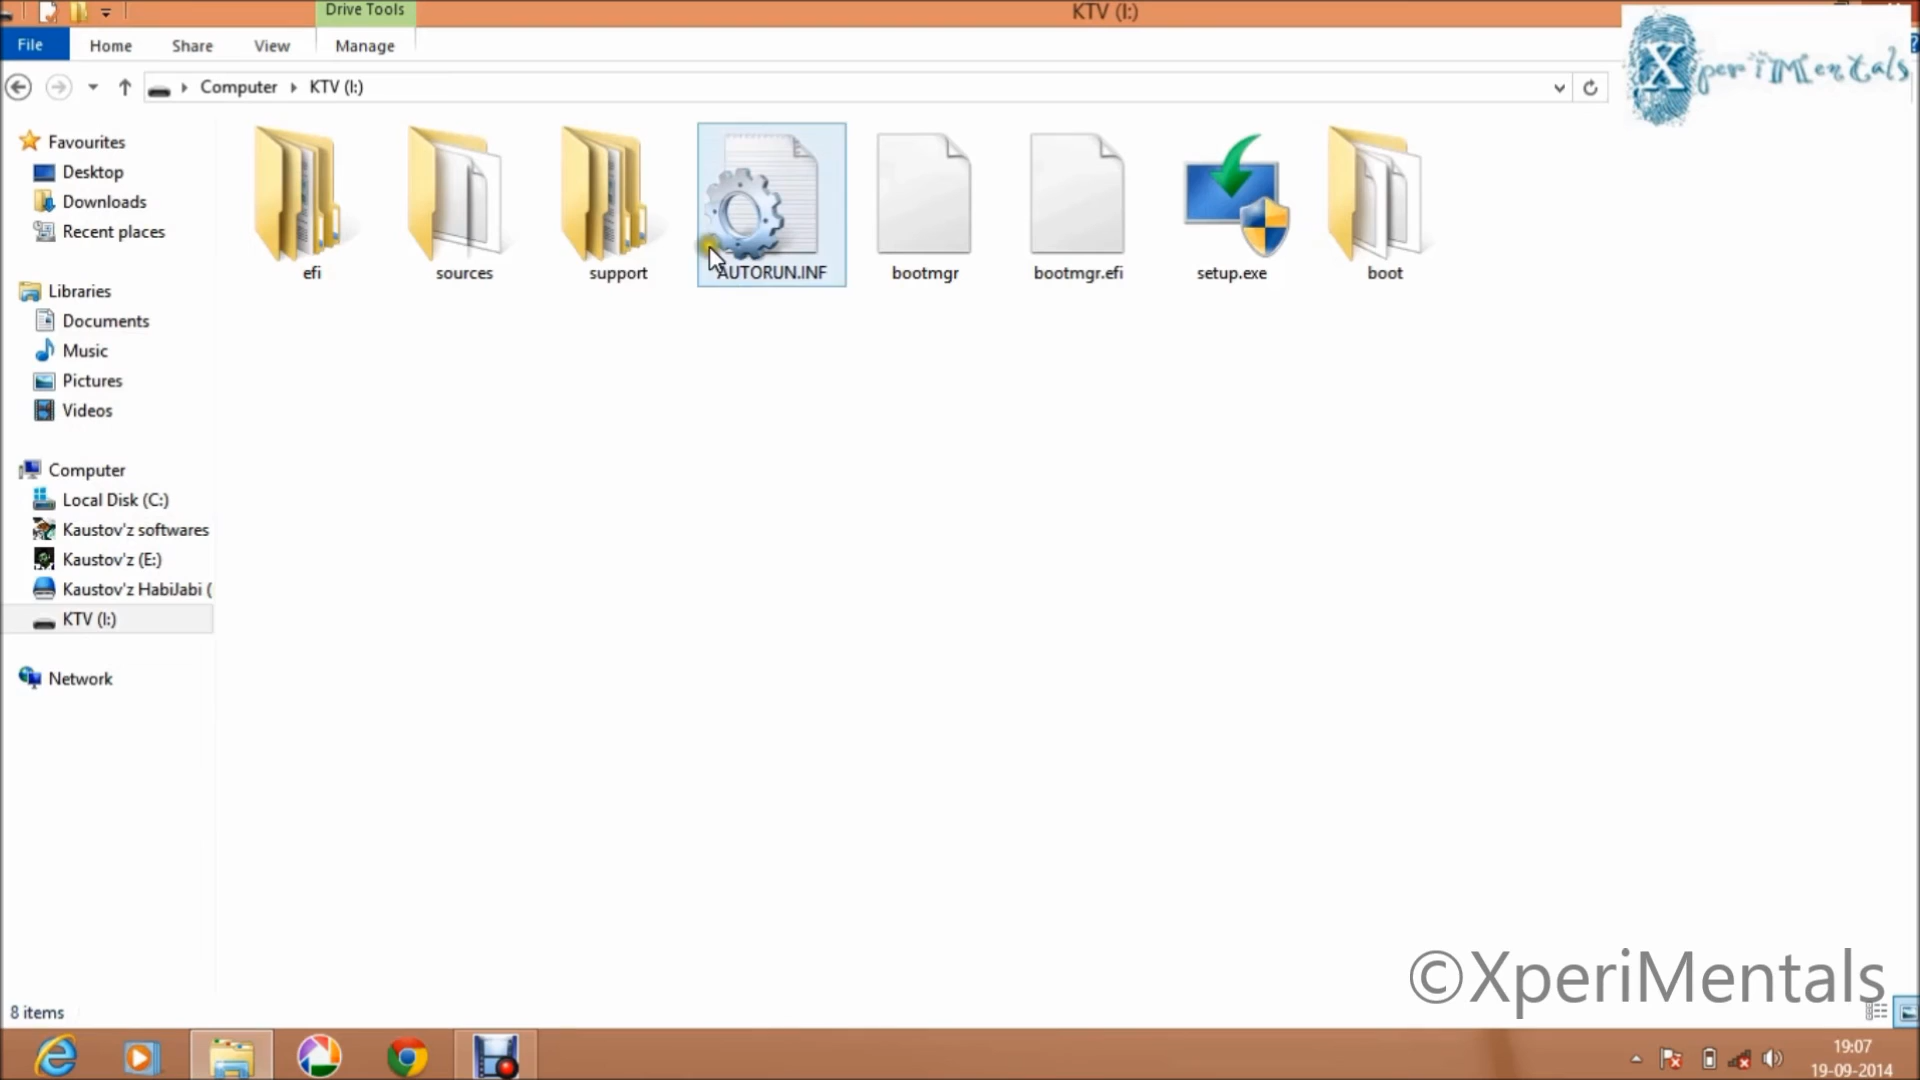 Drive Tools
KTV (I:)
File
Home
Share
View
Manage
XperiMentals
Computer
KTV (I:)
Favourites
Desktop
Downloads
Recent places
Libraries
Documents
Music
Pictures
Videos
Computer
Local Disk (C:)
Kaustov'z softwares
Kaustov'z (E:)
Kaustov'z HabiJabi (
KTV (I:)
Network
efi
sources
support
AUTORUN.INF
bootmgr
bootmgr.efi
setup.exe
boot
©XperiMentals
8 items
19:07
19-09-2014